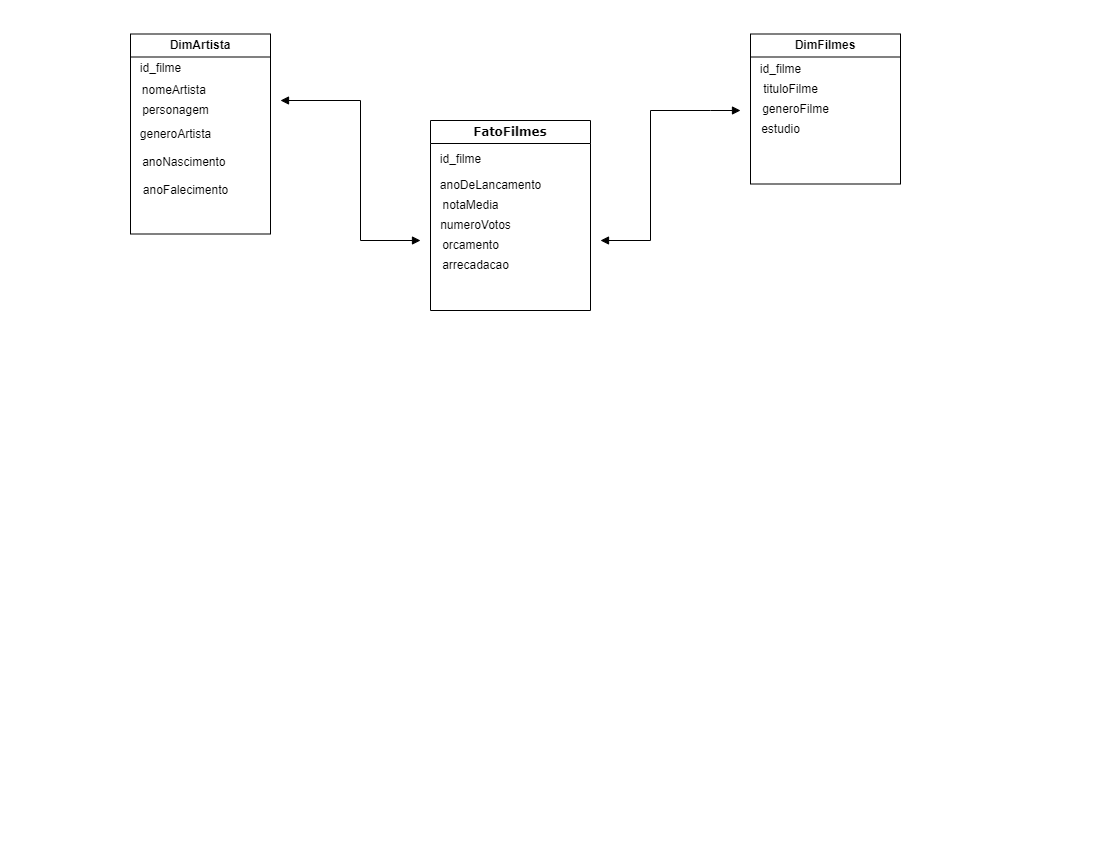 DimArtista
id_filme
nomeArtista
personagem
generoArtista
anoNascimento
anoFalecimento
FatoFilmes
id_filme
anoDeLancamento
notaMedia
numeroVotos
orcamento
arrecadacao
DimFilmes
id_filme
tituloFilme
generoFilme
estudio